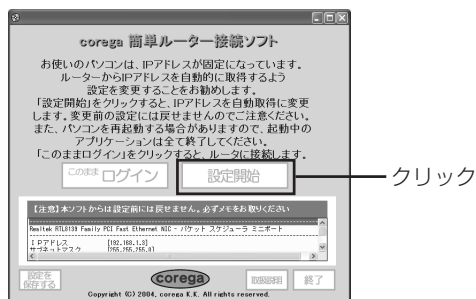 corega 簡単ルーター接続ソフト
お使いのパソコンは、IPアドレスが固定になっています。
ルーターからIPアドレスを自動的に取得するよう
設定を変更することをお勧めします。
「設定開始」をクリックすると、IPアドレスを自動取得に変更
します。変更前の設定には戻せませんのでご注意ください。
また、パソコンを再起動する場合がありますので、起動中の
アプリケーションは全て終了してください。
「このままログイン」をクリックすると、ルータに接続します。
このまま ログイン
設定開始
クリック
【注意】本ソフトからは設定前には戻せません。必ずメモをお取りください
Realtek RTL8139 Family PCI Fast Ethernet NIC - パケット スケジューラ ミニポート
IPアドレス [192.168.1.3]
サブネットマスク [255.255.255.0]
設定を
保存する
corega
取扱説明
終了
Copyright (C) 2004, corega K.K. All rights reserved.